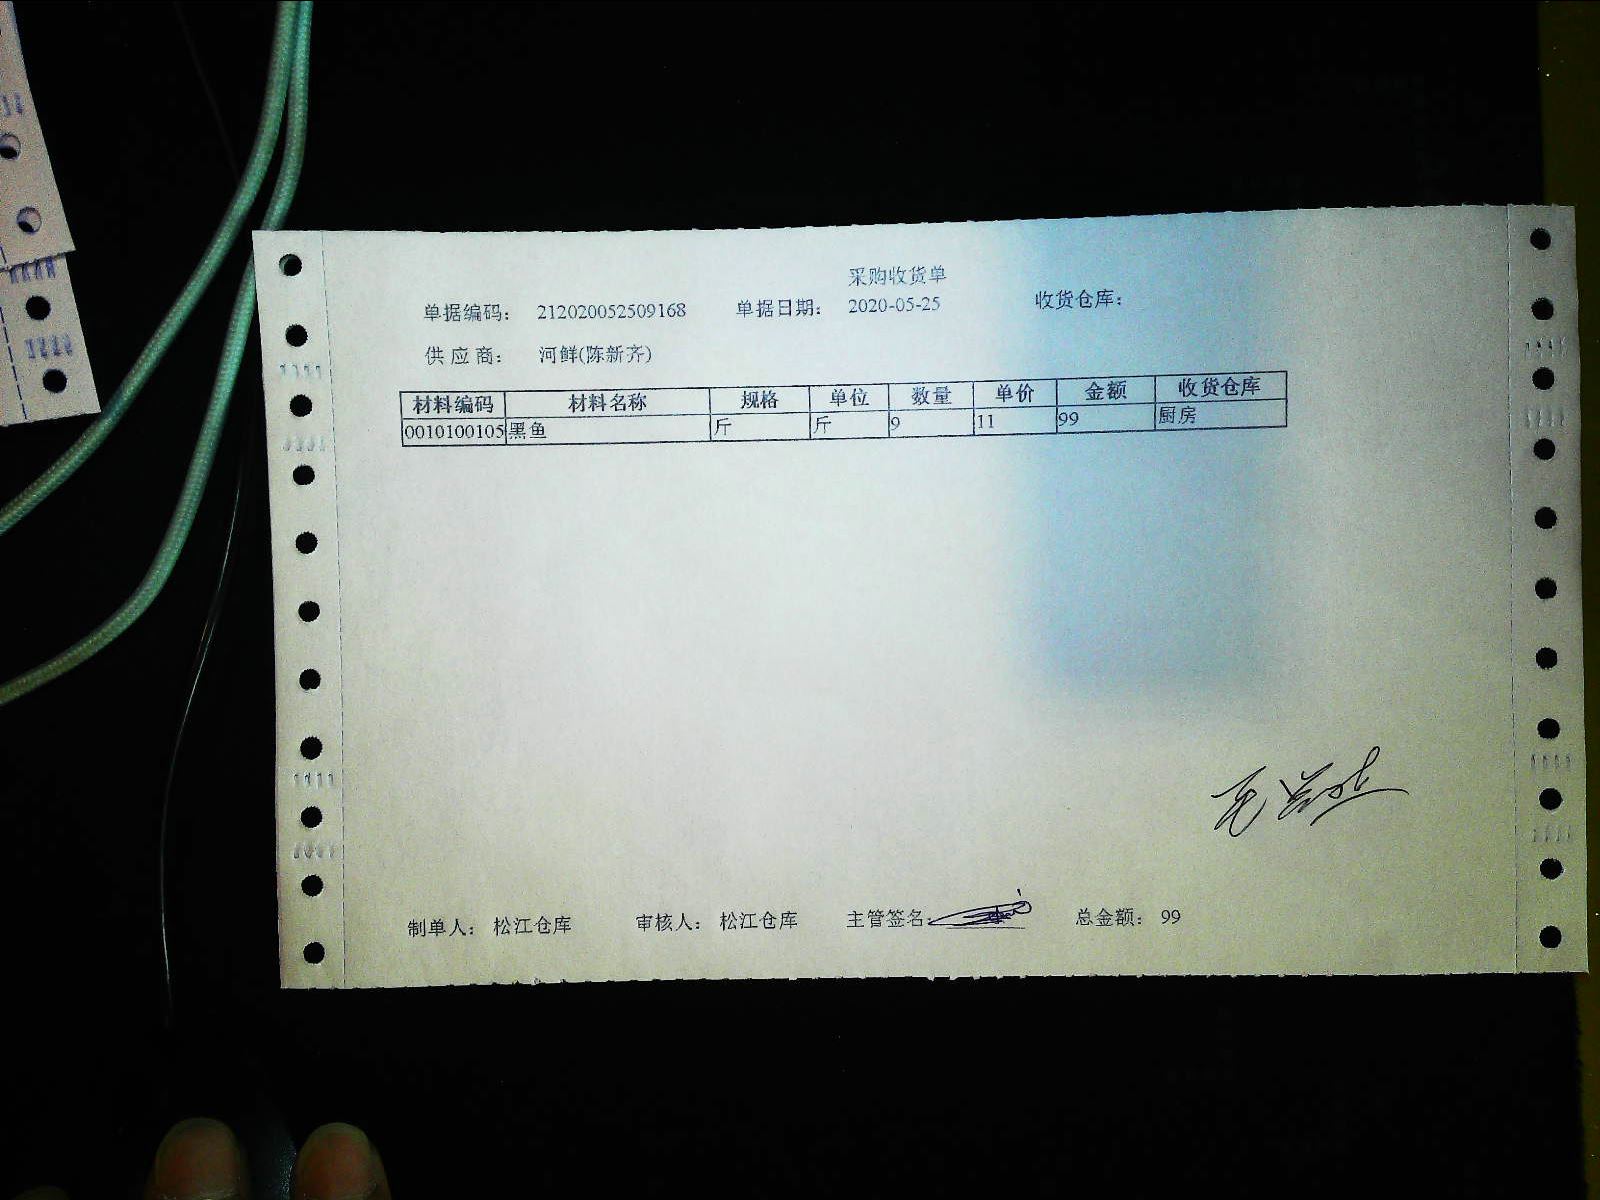 采购收货单
单据编码： 212020052509168 单据日期： 2020-05-25 收货仓库：
供 应 商： 河鲜(陈新齐)
材料编码 材料名称 规格 单位 数量 单价 金额 收货仓库
0010100105 黑鱼 斤 斤 9 11 99 厨房
制单人： 松江仓库 审核人： 松江仓库 主管签名: 总金额： 99